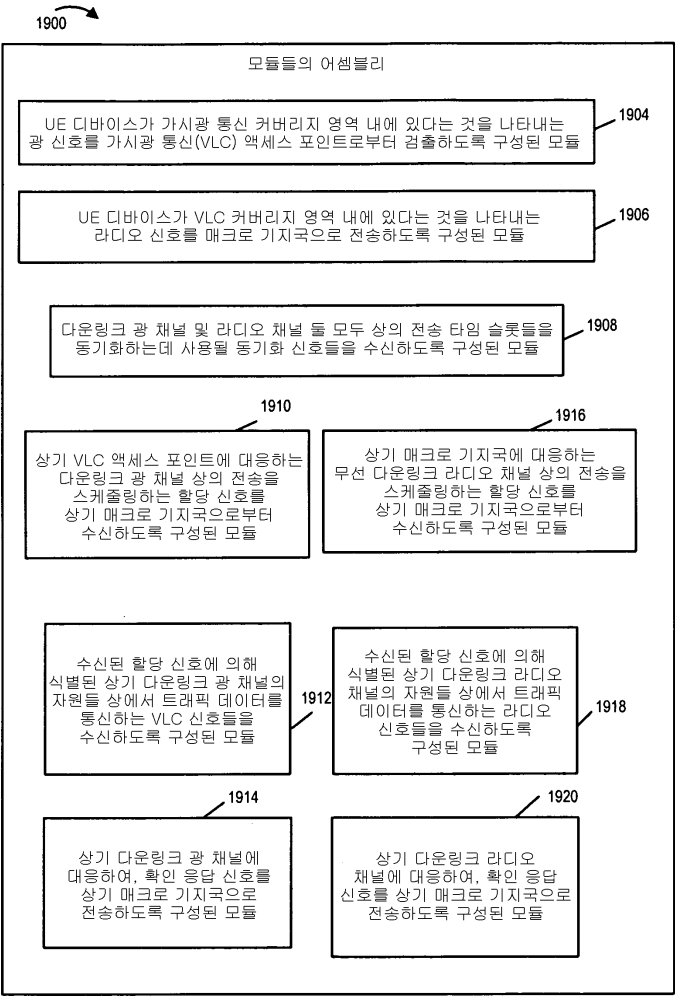 1900
모듈들의 어셈블리
1904
UE 디바이스가 가시광 통신 커버리지 영역 내에 있다는 것을 나타내는
광 신호를 가시광 통신(VLC) 액세스 포인트로부터 검출하도록 구성된 모듈
1906
UE 디바이스가 VLC 커버리지 영역 내에 있다는 것을 나타내는
라디오 신호를 매크로 기지국으로 전송하도록 구성된 모듈
1908
다운링크 광 채널 및 라디오 채널 둘 모두 상의 전송 타임 슬롯들을
동기화하는데 사용될 동기화 신호들을 수신하도록 구성된 모듈
1910
상기 VLC 액세스 포인트에 대응하는
다운링크 광 채널 상의 전송을
스케줄링하는 할당 신호를
상기 매크로 기지국으로부터
수신하도록 구성된 모듈
1916
상기 매크로 기지국에 대응하는
무선 다운링크 라디오 채널 상의 전송을
스케줄링하는 할당 신호를
상기 매크로 기지국으로부터
수신하도록 구성된 모듈
수신된 할당 신호에 의해
식별된 상기 다운링크 광 채널의
자원들 상에서 트래픽 데이터를
통신하는 VLC 신호들을
수신하도록 구성된 모듈
1912
수신된 할당 신호에 의해
식별된 상기 다운링크 라디오
채널의 자원들 상에서 트래픽
데이터를 통신하는 라디오
신호들을 수신하도록
구성된 모듈
1918
1914
상기 다운링크 광 채널에
대응하여, 확인 응답 신호를
상기 매크로 기지국으로
전송하도록 구성된 모듈
1920
상기 다운링크 라디오
채널에 대응하여, 확인 응답
신호를 상기 매크로 기지국으로
전송하도록 구성된 모듈